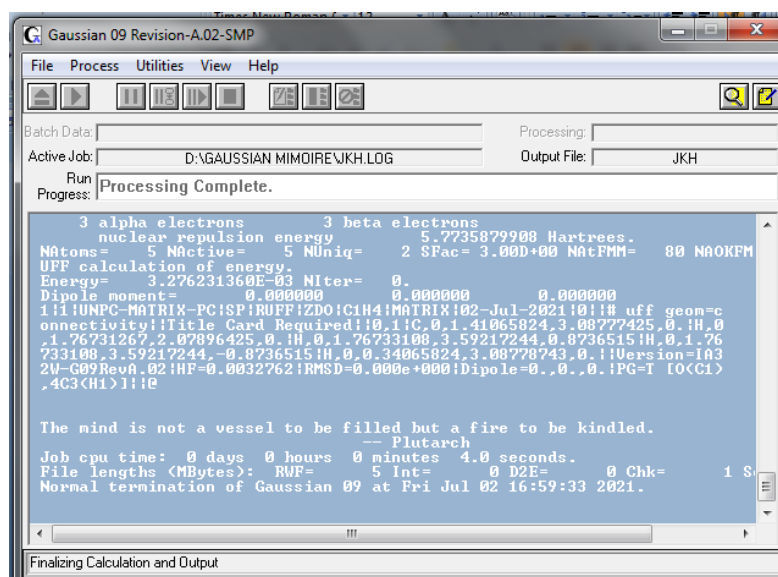 Gaussian 09 Revision-A.02-SMP
File Process Utilities View Help
Batch Data:
Processing:
Active Job: D:\GAUSSIAN MIMOIRE\JKH.LOG
Output File: JKH
Run Progress: Processing Complete.
3 alpha electrons 3 beta electrons
nuclear repulsion energy 5.7735879908 Hartrees.
NAtoms= 5 NActive= 5 NUniq= 2 SFac= 3.00D+00 NAtFMM= 80 NAOKFM
UFF calculation of energy.
Energy= 3.276231360E-03 NIter= 0.
Dipole moment= 0.000000 0.000000 0.000000
1|1|UNPC-MATRIX-PC|SP|RUFF|ZDO|C1H4|MATRIX|02-Jul-2021|0||# uff geom=c
onnectivity||Title Card Required||0,1|C,0,1.41065824,3.08777425,0.|H,0
,1.76731267,2.07896425,0.|H,0,1.76733108,3.59217244,0.8736515|H,0,1.76
733108,3.59217244,-0.8736515|H,0,0.34065824,3.08778743,0.||Version=IA3
2W-G09RevA.02|HF=0.0032762|RMSD=0.000e+000|Dipole=0.,0.,0.|PG=T [O(C1)
,4C3(H1)]||@
The mind is not a vessel to be filled but a fire to be kindled.
-- Plutarch
Job cpu time: 0 days 0 hours 0 minutes 4.0 seconds.
File lengths (MBytes): RWF= 5 Int= 0 D2E= 0 Chk= 1
Normal termination of Gaussian 09 at Fri Jul 02 16:59:33 2021.
Finalizing Calculation and Output